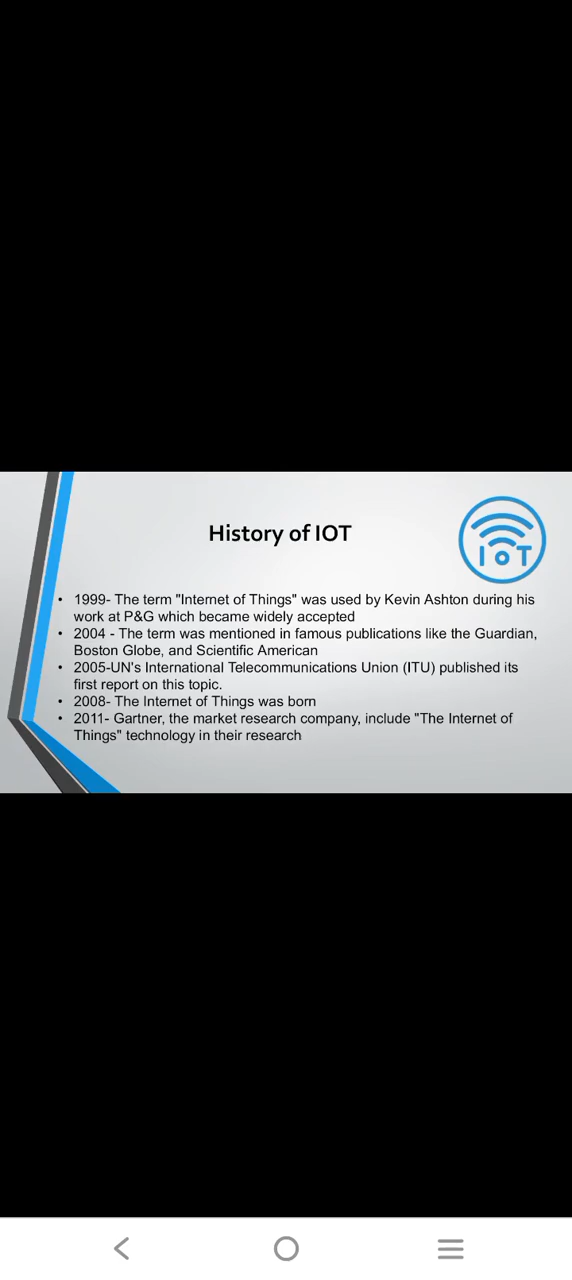 History of IOT
IoT
• 1999- The term "Internet of Things" was used by Kevin Ashton during his
work at P&G which became widely accepted
• 2004 - The term was mentioned in famous publications like the Guardian,
Boston Globe, and Scientific American
• 2005-UN's International Telecommunications Union (ITU) published its
first report on this topic.
• 2008- The Internet of Things was born
• 2011- Gartner, the market research company, include "The Internet of
Things" technology in their research